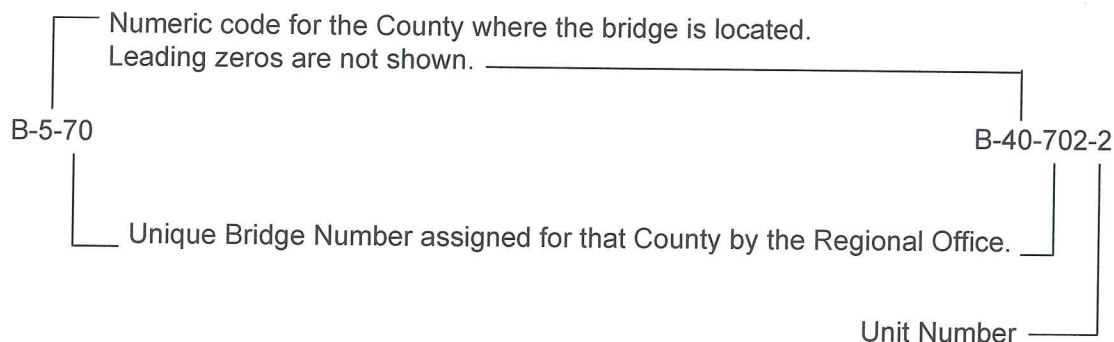 Numeric code for the County where the bridge is located.
Leading zeros are not shown.
B-5-70
B-40-702-2
Unique Bridge Number assigned for that County by the Regional Office.
Unit Number